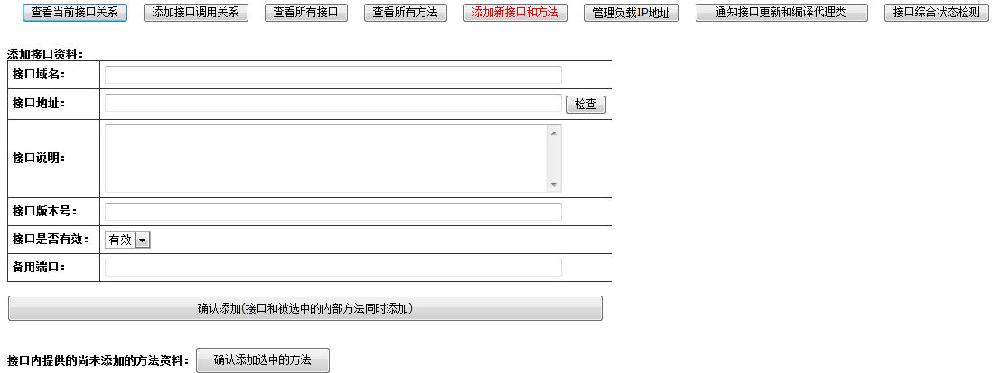 查看当前接口关系 添加接口调用关系 查看所有接口 查看所有方法 添加新接口和方法 管理负载IP地址 通知接口更新和编译代理类 接口综合状态检测
添加接口资料：
接口域名：
接口地址： 检查
接口说明：
接口版本号：
接口是否有效： 有效
备用端口：
确认添加(接口和被选中的内部方法同时添加)
接口内提供的尚未添加的方法资料： 确认添加选中的方法